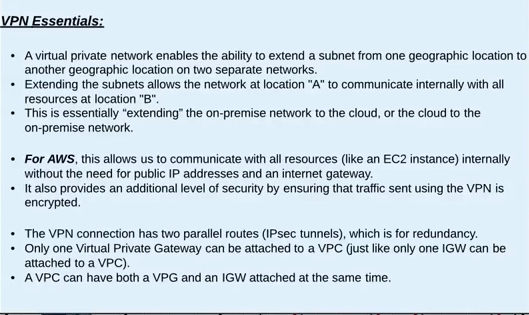 VPN Essentials:
• A virtual private network enables the ability to extend a subnet from one geographic location to
another geographic location on two separate networks.
• Extending the subnets allows the network at location "A" to communicate internally with all
resources at location "B".
• This is essentially “extending” the on-premise network to the cloud, or the cloud to the
on-premise network.
• For AWS, this allows us to communicate with all resources (like an EC2 instance) internally
without the need for public IP addresses and an internet gateway.
• It also provides an additional level of security by ensuring that traffic sent using the VPN is
encrypted.
• The VPN connection has two parallel routes (IPsec tunnels), which is for redundancy.
• Only one Virtual Private Gateway can be attached to a VPC (just like only one IGW can be
attached to a VPC).
• A VPC can have both a VPG and an IGW attached at the same time.